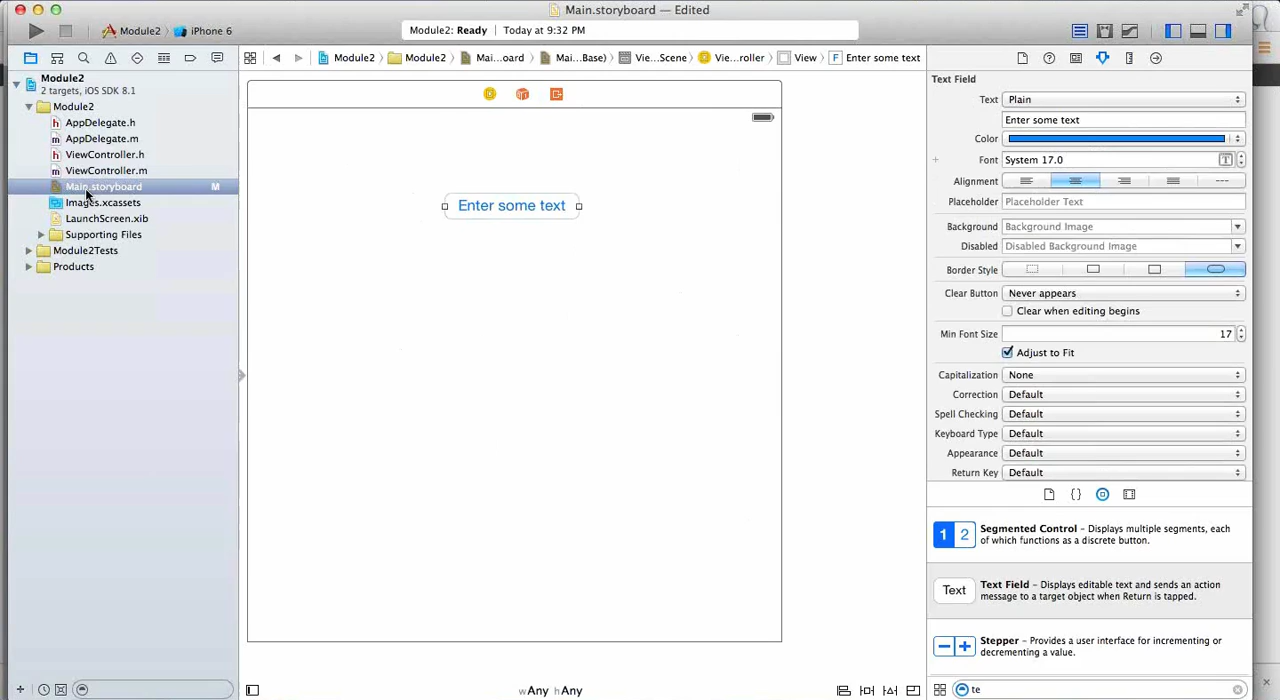 Main.storyboard — Edited
Module2 iPhone 6
Module2: Ready Today at 9:32 PM
Module2 Module2 Mai...oard Mai...Base) Vie...Scene Vie...roller View F Enter some text
Module2
2 targets, iOS SDK 8.1
Module2
h AppDelegate.h
m AppDelegate.m
h ViewController.h
m ViewController.m
Main.storyboard M
Images.xcassets
LaunchScreen.xib
Supporting Files
Module2Tests
Products
Enter some text
wAny hAny
Text Field
Text Plain
Enter some text
Color
Font System 17.0 T
Alignment
Placeholder Placeholder Text
Background Background Image
Disabled Disabled Background Image
Border Style
Clear Button Never appears
Clear when editing begins
Min Font Size 17
Adjust to Fit
Capitalization None
Correction Default
Spell Checking Default
Keyboard Type Default
Appearance Default
Return Key Default
1 2 Segmented Control – Displays multiple segments, each
of which functions as a discrete button.
Text Text Field – Displays editable text and sends an action
message to a target object when Return is tapped.
Stepper – Provides a user interface for incrementing or
decrementing a value.
te